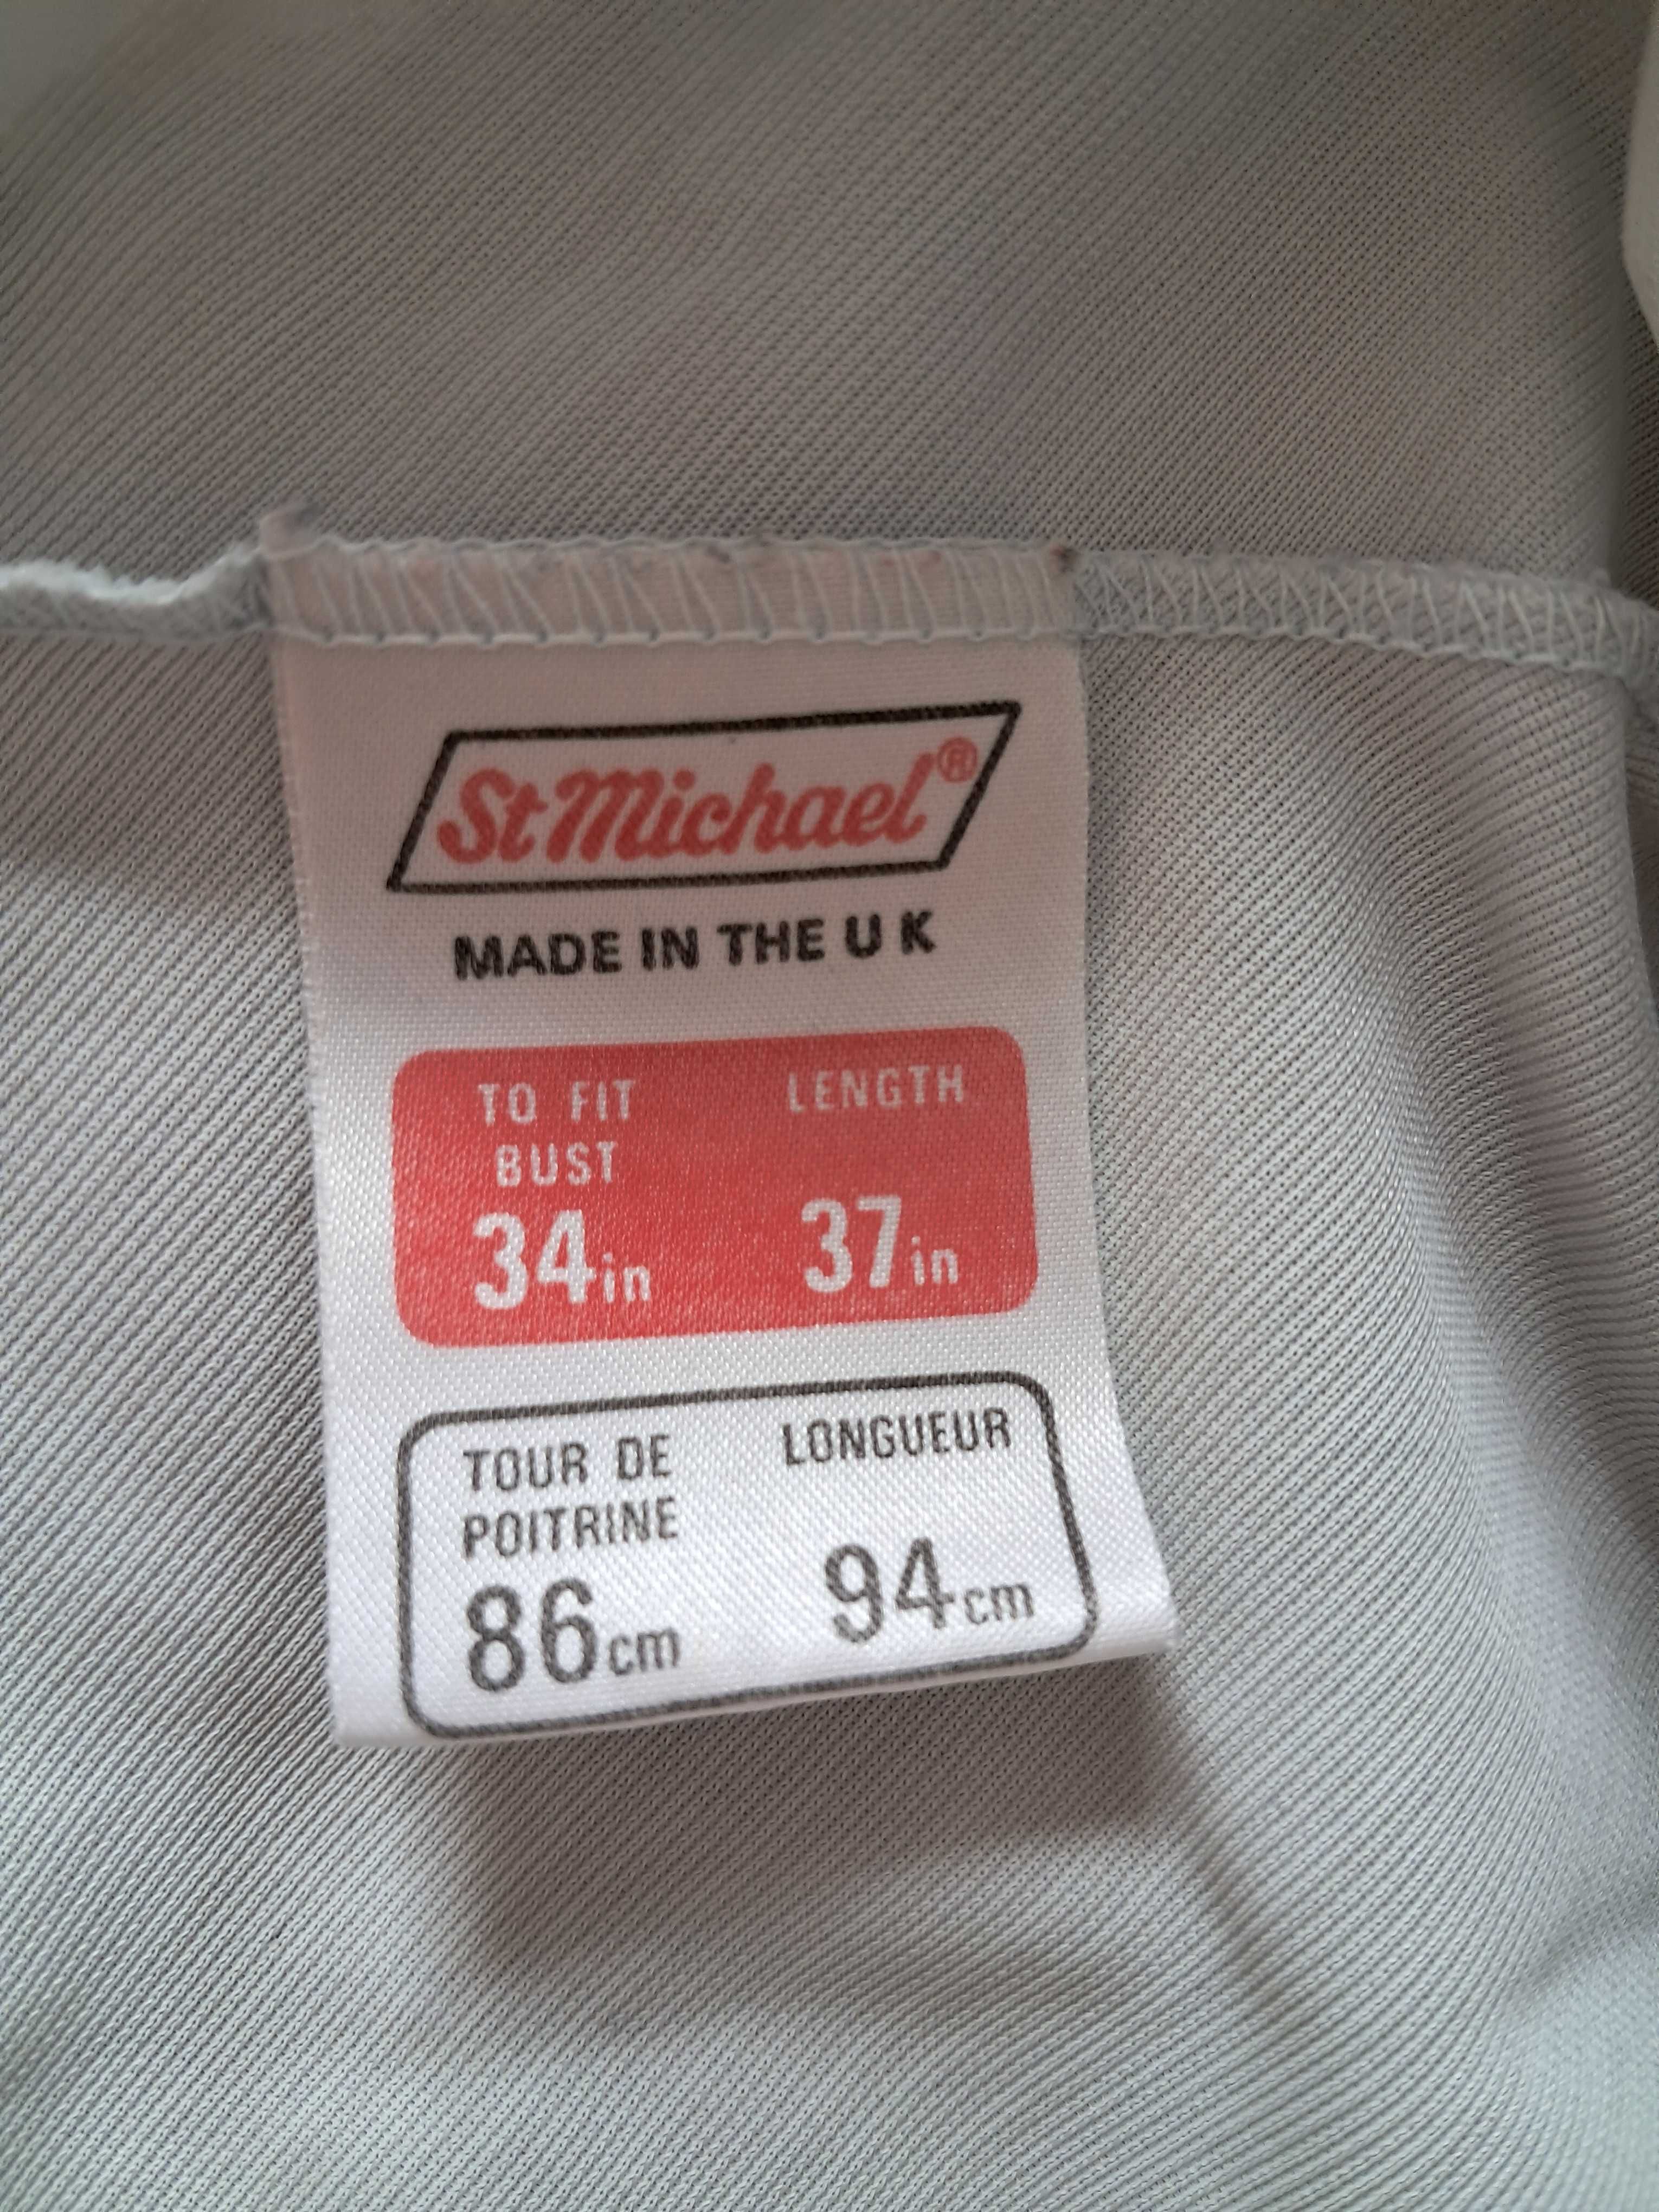 St Michael®
MADE IN THE U K
TO FIT
BUST
34in
LENGTH
37in
TOUR DE
POITRINE
86cm
LONGUEUR
94cm